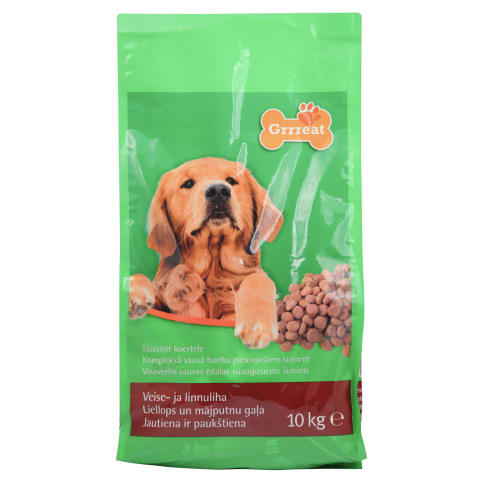 Grrreat
Täissööt koertele
Kompleksā sausā barība pieaugušiem suņiem
Visavertis sausas ėdalas suaugusiems šunims
Veise- ja linnuliha
Liellops un mājputnu gaļa
Jautiena ir paukštiena
10 kg ℮